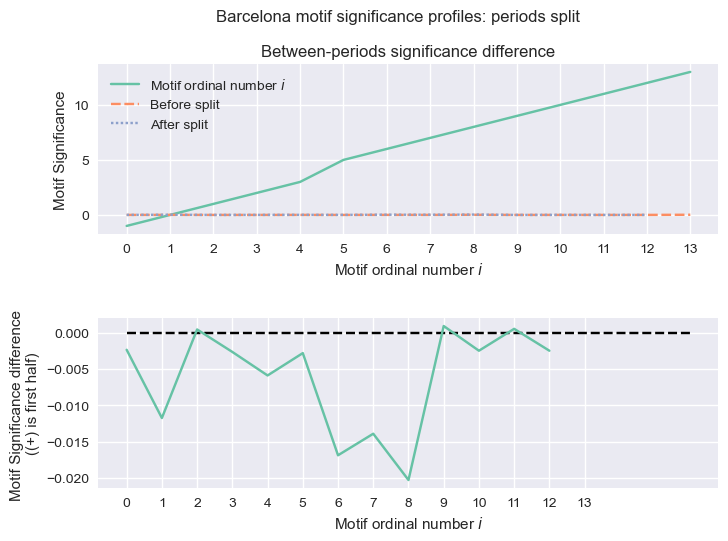 Barcelona motif significance profiles: periods split
Between-periods significance difference
Motif Significance
10
5
0
Motif ordinal number i
Before split
After split
0 1 2 3 4 5 6 7 8 9 10 11 12 13
Motif ordinal number i
Motif Significance difference
((+) is first half)
0.000
−0.005
−0.010
−0.015
−0.020
0 1 2 3 4 5 6 7 8 9 10 11 12 13
Motif ordinal number i